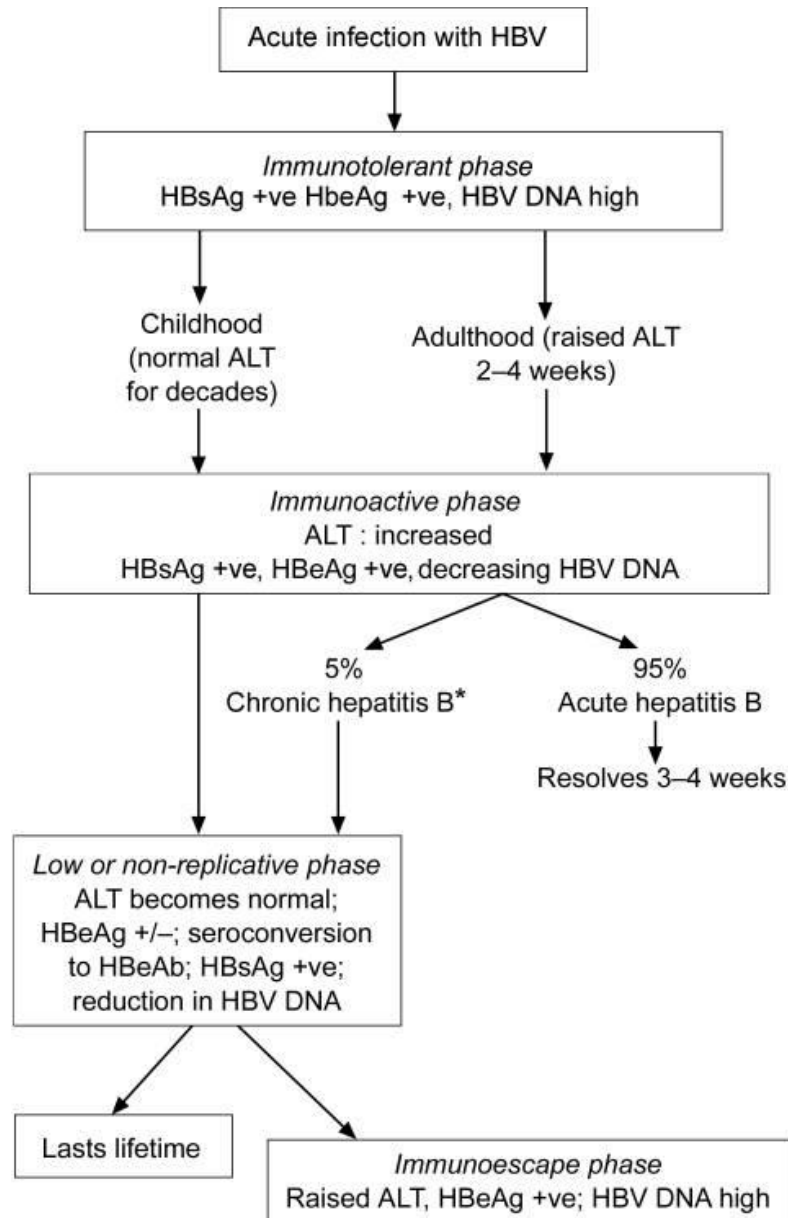 Acute infection with HBV
Immunotolerant phase
HBsAg +ve HbeAg +ve, HBV DNA high
Childhood
(normal ALT
for decades)
Adulthood (raised ALT
2–4 weeks)
Immunoactive phase
ALT : increased
HBsAg +ve, HBeAg +ve, decreasing HBV DNA
5%
Chronic hepatitis B*
95%
Acute hepatitis B
Resolves 3–4 weeks
Low or non-replicative phase
ALT becomes normal;
HBeAg +/–; seroconversion
to HBeAb; HBsAg +ve;
reduction in HBV DNA
Lasts lifetime
Immunoescape phase
Raised ALT, HBeAg +ve; HBV DNA high